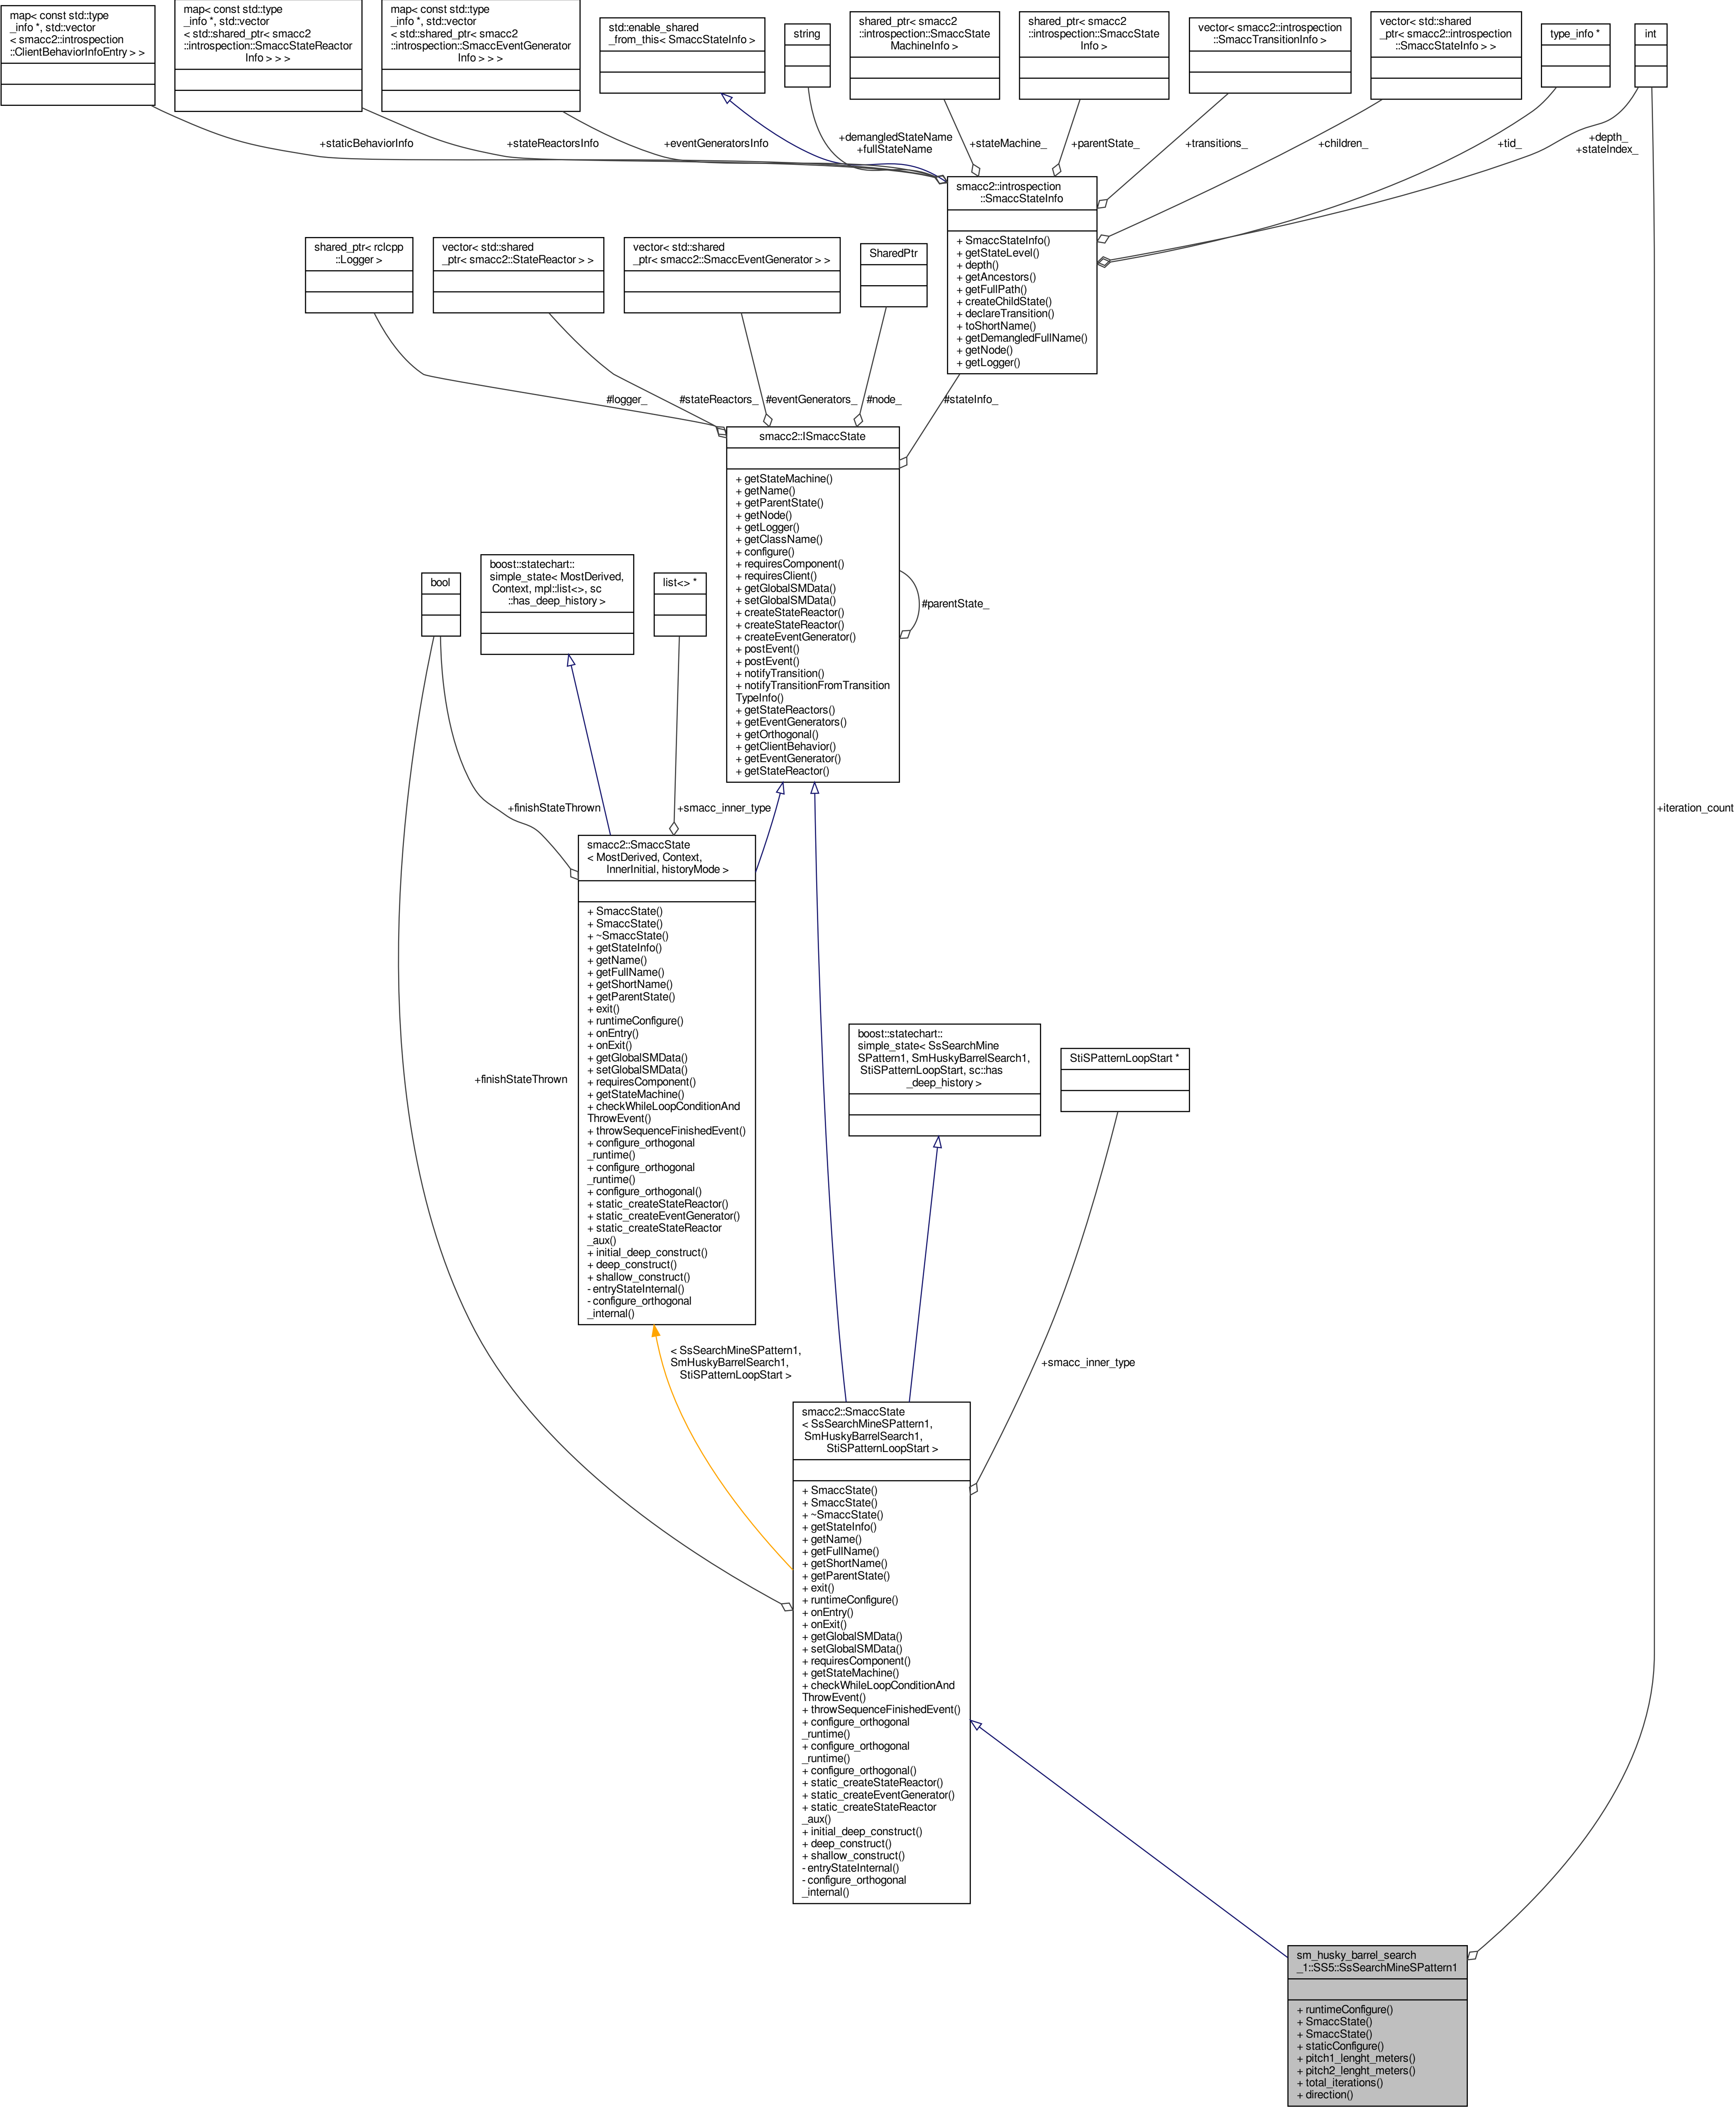 map< const std::type
_info *, std::vector
< smacc2::introspection
::ClientBehaviorInfoEntry > >
map< const std::type
_info *, std::vector
< std::shared_ptr< smacc2
::introspection::SmaccStateReactor
Info > > >
map< const std::type
_info *, std::vector
< std::shared_ptr< smacc2
::introspection::SmaccEventGenerator
Info > > >
std::enable_shared
_from_this< SmaccStateInfo >
string
shared_ptr< smacc2
::introspection::SmaccState
MachineInfo >
shared_ptr< smacc2
::introspection::SmaccState
Info >
vector< smacc2::introspection
::SmaccTransitionInfo >
vector< std::shared
_ptr< smacc2::introspection
::SmaccStateInfo > >
type_info *
int
+staticBehaviorInfo
+stateReactorsInfo
+eventGeneratorsInfo
+demangledStateName
+fullStateName
+stateMachine_
+parentState_
+transitions_
+children_
+tid_
+depth_
+stateIndex_
smacc2::introspection
::SmaccStateInfo
+ SmaccStateInfo()
+ getStateLevel()
+ depth()
+ getAncestors()
+ getFullPath()
+ createChildState()
+ declareTransition()
+ toShortName()
+ getDemangledFullName()
+ getNode()
+ getLogger()
shared_ptr< rclcpp
::Logger >
vector< std::shared
_ptr< smacc2::StateReactor > >
vector< std::shared
_ptr< smacc2::SmaccEventGenerator > >
SharedPtr
#logger_
#stateReactors_
#eventGenerators_
#node_
#stateInfo_
smacc2::ISmaccState
+ getStateMachine()
+ getName()
+ getParentState()
+ getNode()
+ getLogger()
+ getClassName()
+ configure()
+ requiresComponent()
+ requiresClient()
+ getGlobalSMData()
+ setGlobalSMData()
+ createStateReactor()
+ createStateReactor()
+ createEventGenerator()
+ postEvent()
+ postEvent()
+ notifyTransition()
+ notifyTransitionFromTransition
TypeInfo()
+ getStateReactors()
+ getEventGenerators()
+ getOrthogonal()
+ getClientBehavior()
+ getEventGenerator()
+ getStateReactor()
#parentState_
bool
boost::statechart::
simple_state< MostDerived,
Context, mpl::list<>, sc
::has_deep_history >
list<> *
+finishStateThrown
+smacc_inner_type
+iteration_count
smacc2::SmaccState
< MostDerived, Context,
InnerInitial, historyMode >
+ SmaccState()
+ SmaccState()
+ ~SmaccState()
+ getStateInfo()
+ getName()
+ getFullName()
+ getShortName()
+ getParentState()
+ exit()
+ runtimeConfigure()
+ onEntry()
+ onExit()
+ getGlobalSMData()
+ setGlobalSMData()
+ requiresComponent()
+ getStateMachine()
+ checkWhileLoopConditionAnd
ThrowEvent()
+ throwSequenceFinishedEvent()
+ configure_orthogonal
_runtime()
+ configure_orthogonal
_runtime()
+ configure_orthogonal()
+ static_createStateReactor()
+ static_createEventGenerator()
+ static_createStateReactor
_aux()
+ initial_deep_construct()
+ deep_construct()
+ shallow_construct()
- entryStateInternal()
- configure_orthogonal
_internal()
+finishStateThrown
boost::statechart::
simple_state< SsSearchMine
SPattern1, SmHuskyBarrelSearch1,
StiSPatternLoopStart, sc::has
_deep_history >
StiSPatternLoopStart *
< SsSearchMineSPattern1,
SmHuskyBarrelSearch1,
StiSPatternLoopStart >
+smacc_inner_type
smacc2::SmaccState
< SsSearchMineSPattern1,
SmHuskyBarrelSearch1,
StiSPatternLoopStart >
+ SmaccState()
+ SmaccState()
+ ~SmaccState()
+ getStateInfo()
+ getName()
+ getFullName()
+ getShortName()
+ getParentState()
+ exit()
+ runtimeConfigure()
+ onEntry()
+ onExit()
+ getGlobalSMData()
+ setGlobalSMData()
+ requiresComponent()
+ getStateMachine()
+ checkWhileLoopConditionAnd
ThrowEvent()
+ throwSequenceFinishedEvent()
+ configure_orthogonal
_runtime()
+ configure_orthogonal
_runtime()
+ configure_orthogonal()
+ static_createStateReactor()
+ static_createEventGenerator()
+ static_createStateReactor
_aux()
+ initial_deep_construct()
+ deep_construct()
+ shallow_construct()
- entryStateInternal()
- configure_orthogonal
_internal()
sm_husky_barrel_search
_1::SS5::SsSearchMineSPattern1
+ runtimeConfigure()
+ SmaccState()
+ SmaccState()
+ staticConfigure()
+ pitch1_lenght_meters()
+ pitch2_lenght_meters()
+ total_iterations()
+ direction()